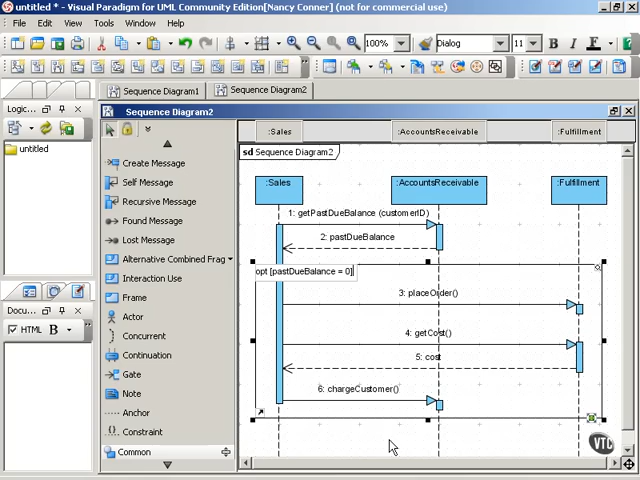 untitled * - Visual Paradigm for UML Community Edition[Nancy Conner] (not for commercial use)
File Edit View Tools Window Help
100% Dialog 11 B I F
Sequence Diagram1 Sequence Diagram2
Logic...
untitled
Docu...
HTML B
Sequence Diagram2
Create Message
Self Message
Recursive Message
Found Message
Lost Message
Alternative Combined Frag
Interaction Use
Frame
Actor
Concurrent
Continuation
Gate
Note
Anchor
Constraint
Common
:Sales :AccountsReceivable :Fulfillment
sd Sequence Diagram2
:Sales :AccountsReceivable :Fulfillment
1: getPastDueBalance (customerID)
2: pastDueBalance
opt [pastDueBalance = 0]
3: placeOrder()
4: getCost()
5: cost
6: chargeCustomer()
VTC